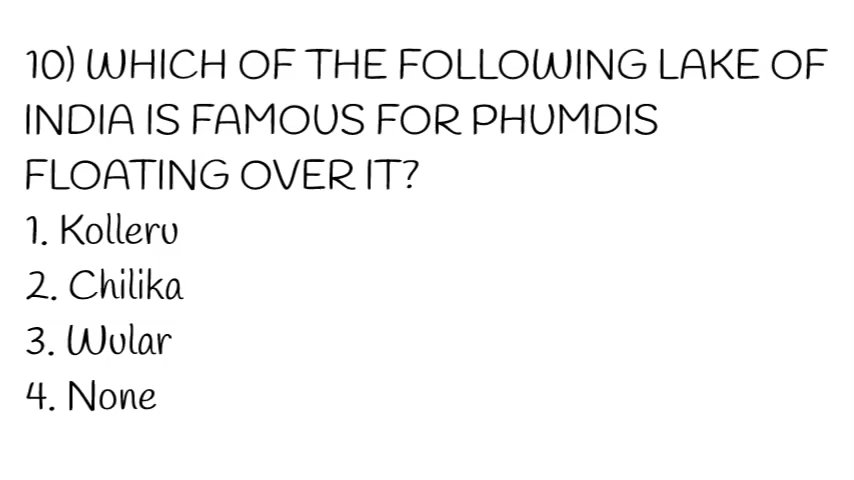 10) WHICH OF THE FOLLOWING LAKE OF
INDIA IS FAMOUS FOR PHUMDIS
FLOATING OVER IT?
1. Kolleru
2. Chilika
3. Wular
4. None